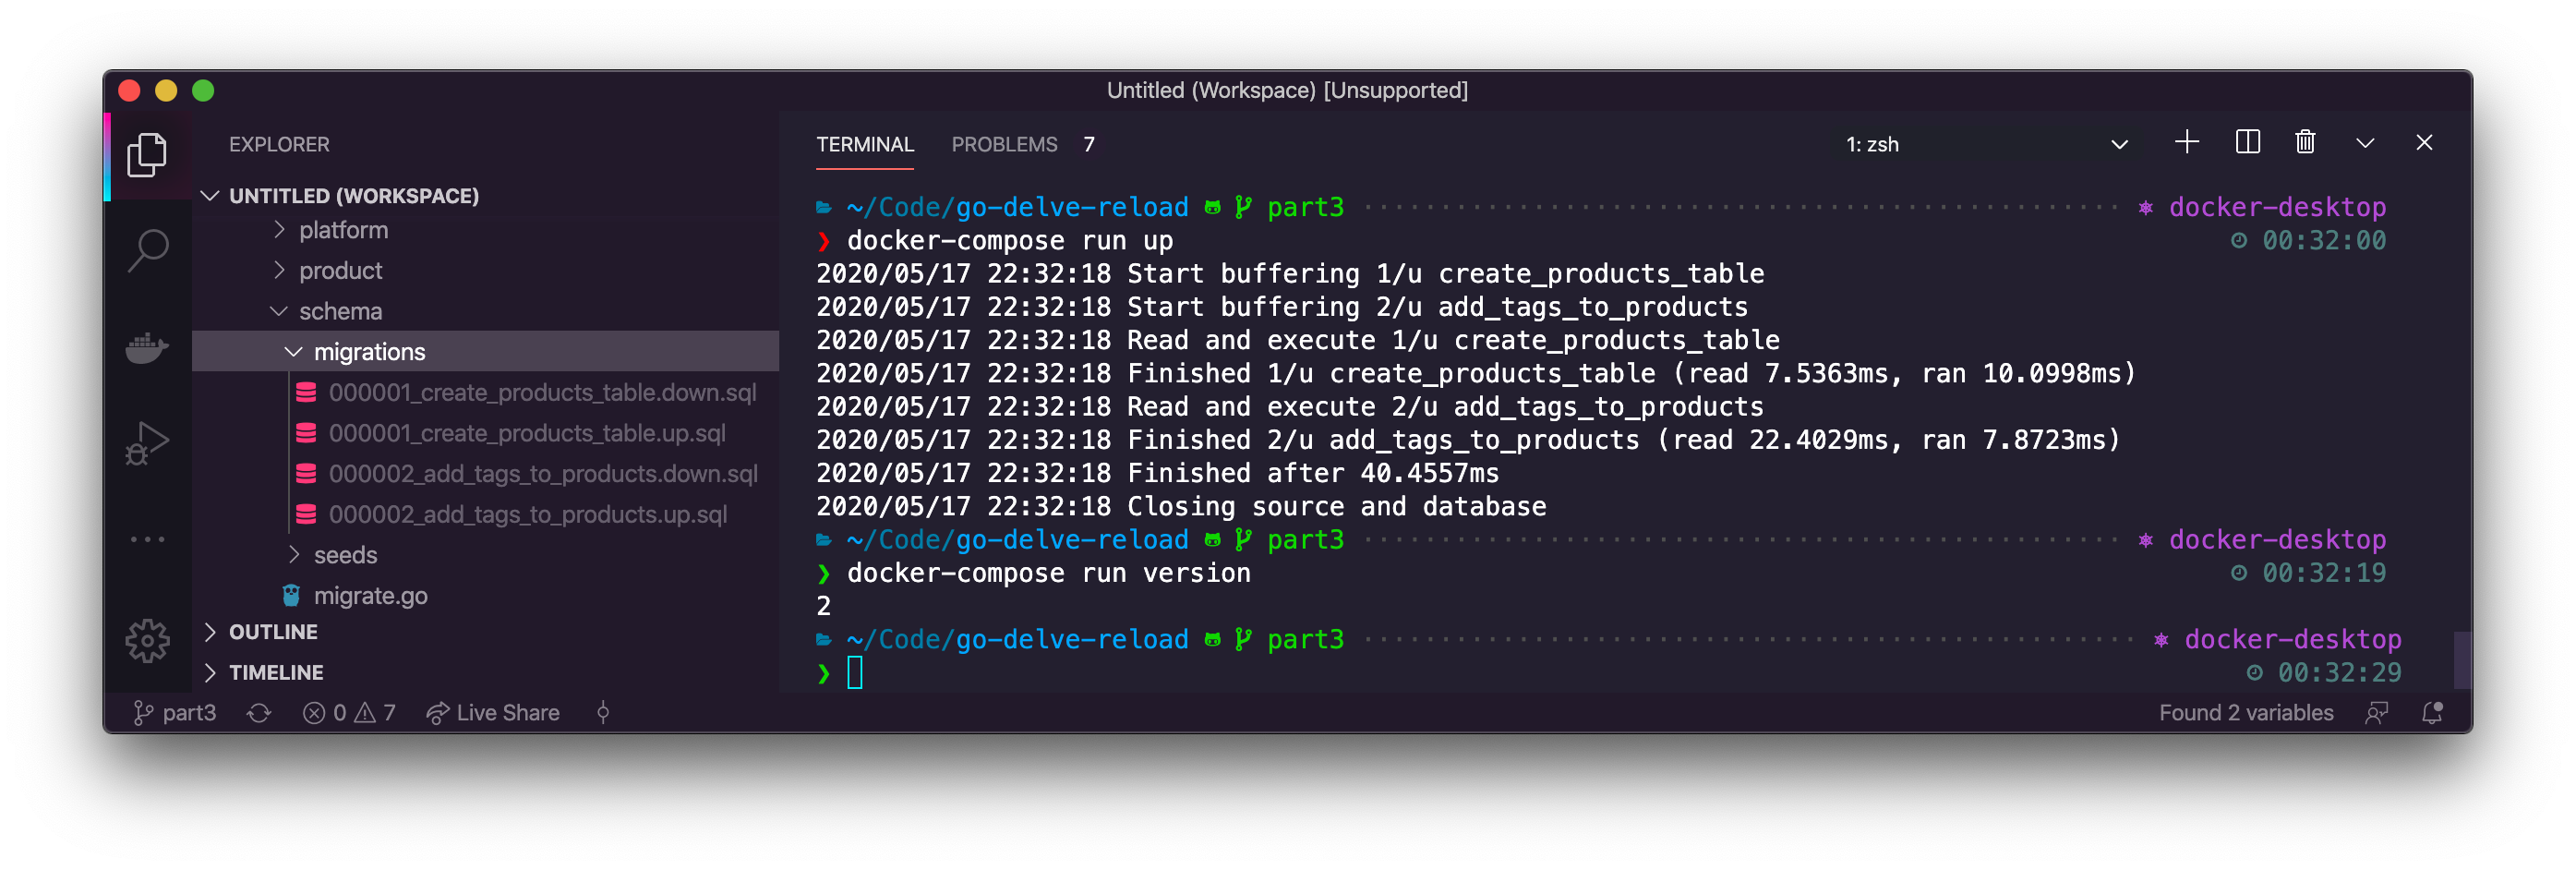 Untitled (Workspace) [Unsupported]
EXPLORER
UNTITLED (WORKSPACE)
platform
product
schema
migrations
000001_create_products_table.down.sql
000001_create_products_table.up.sql
000002_add_tags_to_products.down.sql
000002_add_tags_to_products.up.sql
seeds
migrate.go
OUTLINE
TIMELINE
TERMINAL PROBLEMS 7 1: zsh
~/Code/go-delve-reload part3 docker-desktop
❯ docker-compose run up 00:32:00
2020/05/17 22:32:18 Start buffering 1/u create_products_table
2020/05/17 22:32:18 Start buffering 2/u add_tags_to_products
2020/05/17 22:32:18 Read and execute 1/u create_products_table
2020/05/17 22:32:18 Finished 1/u create_products_table (read 7.5363ms, ran 10.0998ms)
2020/05/17 22:32:18 Read and execute 2/u add_tags_to_products
2020/05/17 22:32:18 Finished 2/u add_tags_to_products (read 22.4029ms, ran 7.8723ms)
2020/05/17 22:32:18 Finished after 40.4557ms
2020/05/17 22:32:18 Closing source and database
~/Code/go-delve-reload part3 docker-desktop
❯ docker-compose run version 00:32:19
2
~/Code/go-delve-reload part3 docker-desktop
❯ 00:32:29
part3 0 7 Live Share Found 2 variables